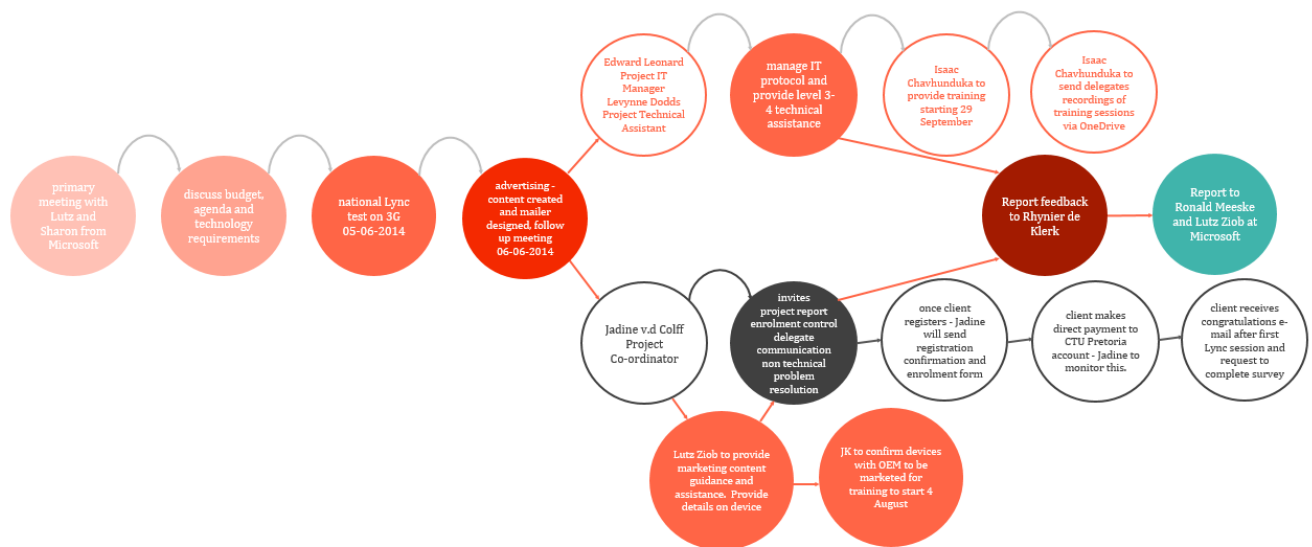 primary
meeting with
Lutz and
Sharon from
Microsoft
discuss budget,
agenda and
technology
requirements
national Lync
test on 3G
05-06-2014
advertising -
content created
and mailer
designed, follow
up meeting
06-06-2014
Edward Leonard
Project IT
Manager
Levynne Dodds
Project Technical
Assistant
manage IT
protocol and
provide level 3-
4 technical
assistance
Isaac
Chavhunduka to
provide training
starting 29
September
Isaac
Chavhunduka to
send delegates
recordings of
training sessions
via OneDrive
Report feedback
to Rhynier de
Klerk
Report to
Ronald Meeske
and Lutz Ziob at
Microsoft
Jadine v.d Colff
Project
Co-ordinator
invites
project report
enrolment control
delegate
communication
non technical
problem
resolution
once client
registers - Jadine
will send
registration
confirmation and
enrolment form
client makes
direct payment to
CTU Pretoria
account - Jadine to
monitor this.
client receives
congratulations e-
mail after first
Lync session and
request to
complete survey
Lutz Ziob to provide
marketing content
guidance and
assistance. Provide
details on device
JK to confirm devices
with OEM to be
marketed for
training to start 4
August